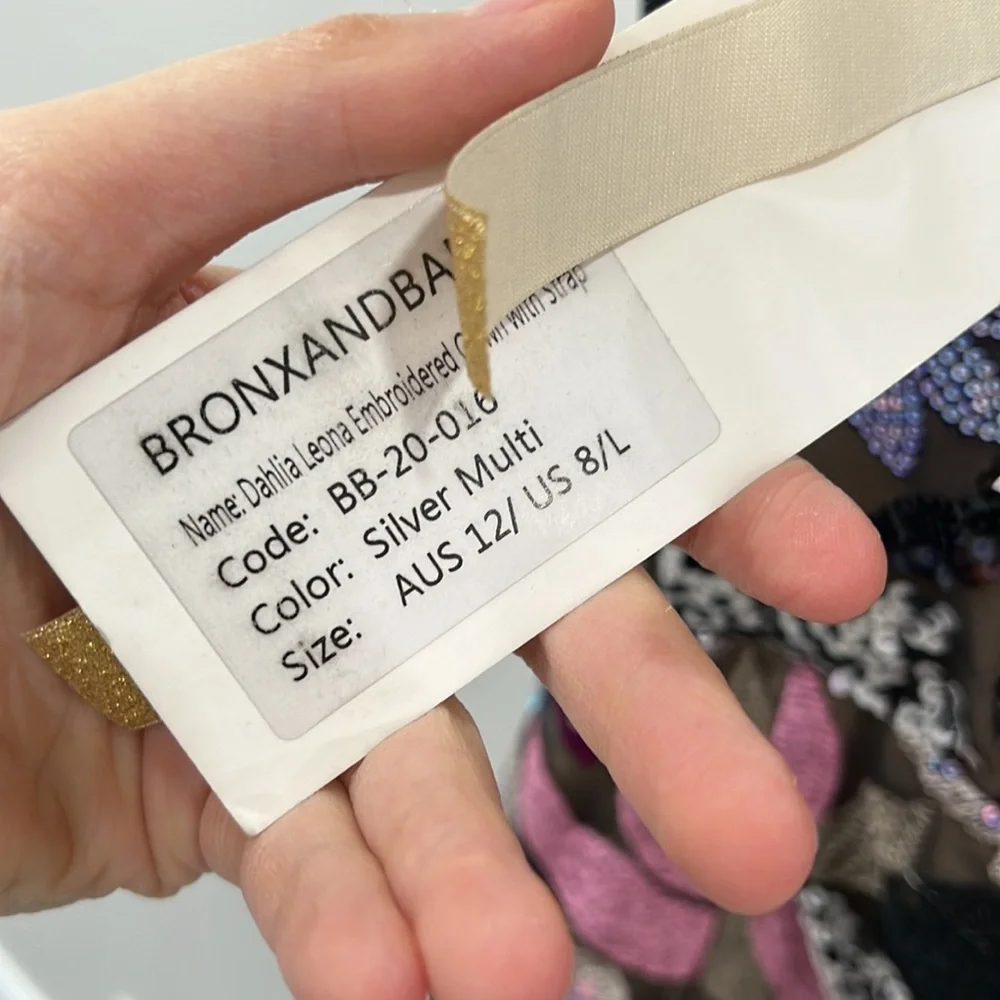 BRONXANDBA
Name: Dahlia Leona Embroidered with Strap
Code: BB-20-016
Color: Silver Multi
Size: AUS 12/ US 8/L